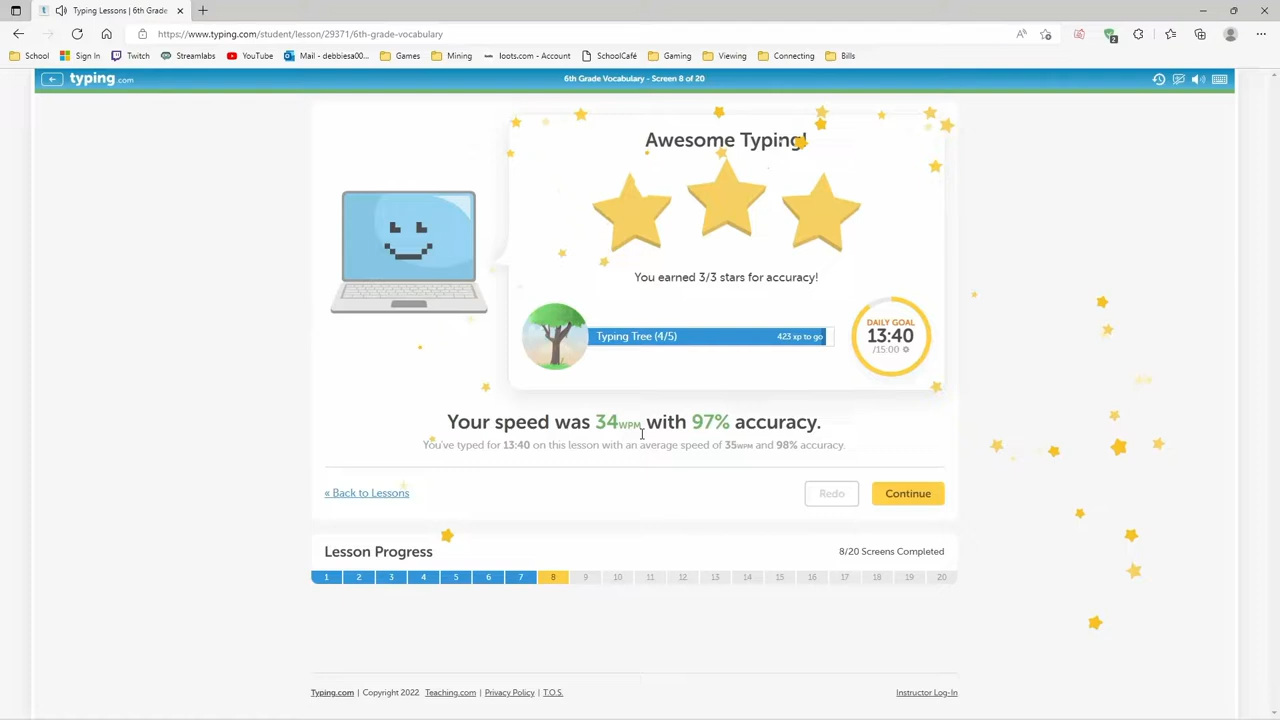 Typing Lessons | 6th Grade
https://www.typing.com/student/lesson/29371/6th-grade-vocabulary
School Sign In Twitch Streamlabs YouTube Mail - debbiesa00... Games Mining loots.com - Account SchoolCafé Gaming Viewing Connecting Bills
typing.com
6th Grade Vocabulary - Screen 8 of 20
Awesome Typing!
You earned 3/3 stars for accuracy!
Typing Tree (4/5) 423 xp to go
DAILY GOAL
13:40
/15:00
Your speed was 34WPM with 97% accuracy.
You've typed for 13:40 on this lesson with an average speed of 35WPM and 98% accuracy.
« Back to Lessons
Redo
Continue
Lesson Progress
8/20 Screens Completed
1 2 3 4 5 6 7 8 9 10 11 12 13 14 15 16 17 18 19 20
Typing.com | Copyright 2022 Teaching.com | Privacy Policy | T.O.S.
Instructor Log-In